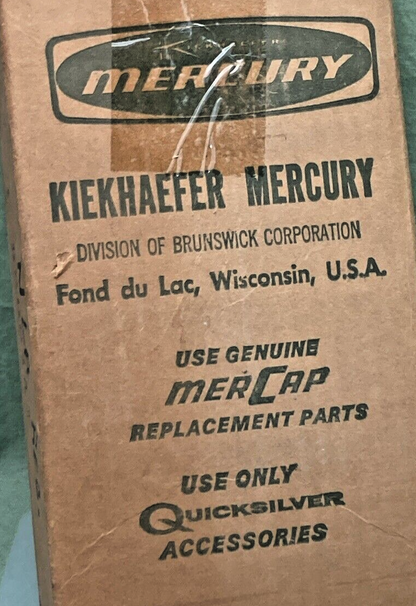 KIEKHAEFER
MERCURY
KIEKHAEFER MERCURY
DIVISION OF BRUNSWICK CORPORATION
Fond du Lac, Wisconsin, U.S.A.
USE GENUINE
MERCAP
REPLACEMENT PARTS
USE ONLY
QUICKSILVER
ACCESSORIES